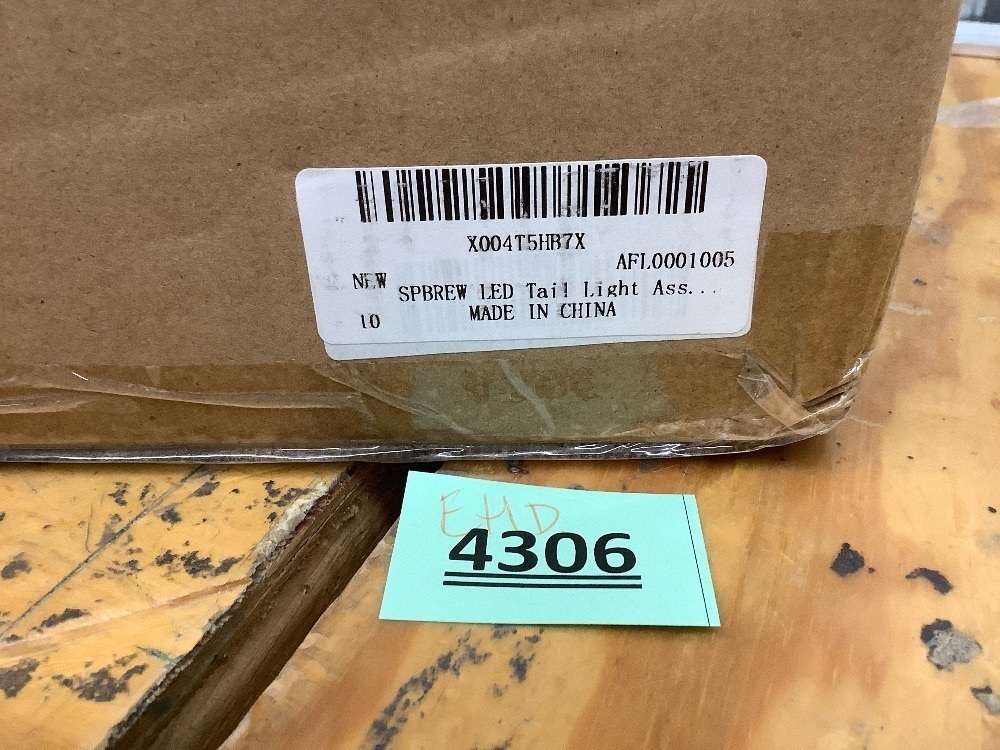 X004T5HB7X
AFL0001005
NEW
SPBREW LED Tail Light Ass...
10
MADE IN CHINA
EHD
4306